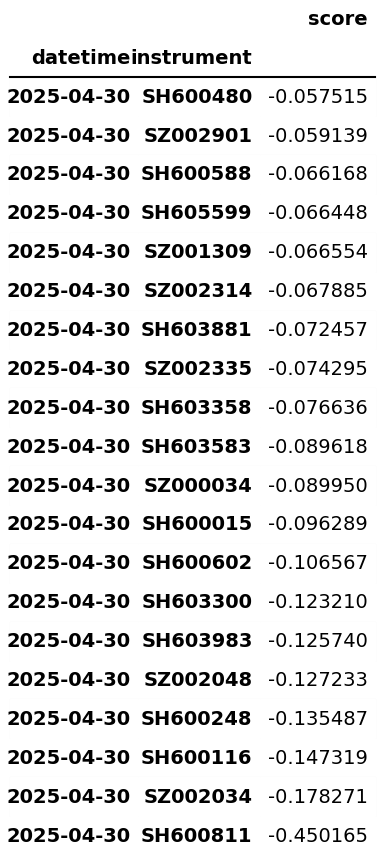 score
datetime instrument
2025-04-30 SH600480 -0.057515
2025-04-30 SZ002901 -0.059139
2025-04-30 SH600588 -0.066168
2025-04-30 SH605599 -0.066448
2025-04-30 SZ001309 -0.066554
2025-04-30 SZ002314 -0.067885
2025-04-30 SH603881 -0.072457
2025-04-30 SZ002335 -0.074295
2025-04-30 SH603358 -0.076636
2025-04-30 SH603583 -0.089618
2025-04-30 SZ000034 -0.089950
2025-04-30 SH600015 -0.096289
2025-04-30 SH600602 -0.106567
2025-04-30 SH603300 -0.123210
2025-04-30 SH603983 -0.125740
2025-04-30 SZ002048 -0.127233
2025-04-30 SH600248 -0.135487
2025-04-30 SH600116 -0.147319
2025-04-30 SZ002034 -0.178271
2025-04-30 SH600811 -0.450165